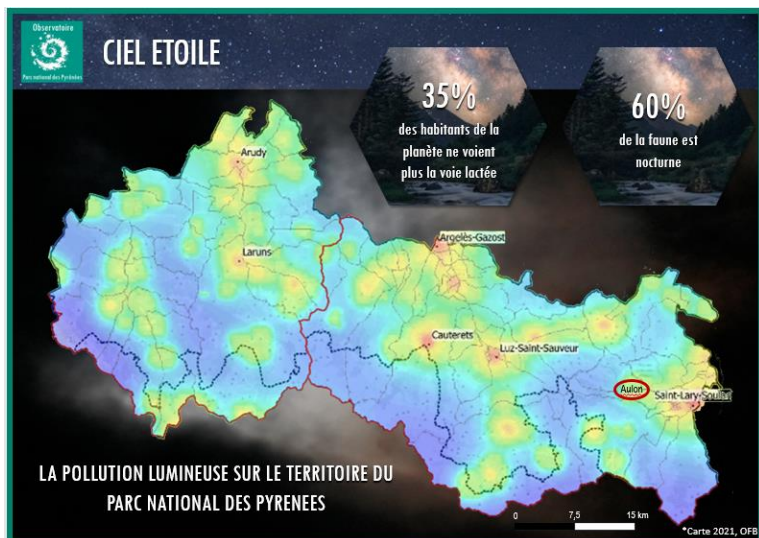 Observatoire
Parc national des Pyrénées
CIEL ETOILE
35%
des habitants de la
planète ne voient
plus la voie lactée
60%
de la faune est
nocturne
Arudy
Laruns
Argelès-Gazost
Cauterets
Luz-Saint-Sauveur
Aulon
Saint-Lary-Soulan
LA POLLUTION LUMINEUSE SUR LE TERRITOIRE DU
PARC NATIONAL DES PYRENEES
0 7,5 15 km
*Carte 2021, OFB